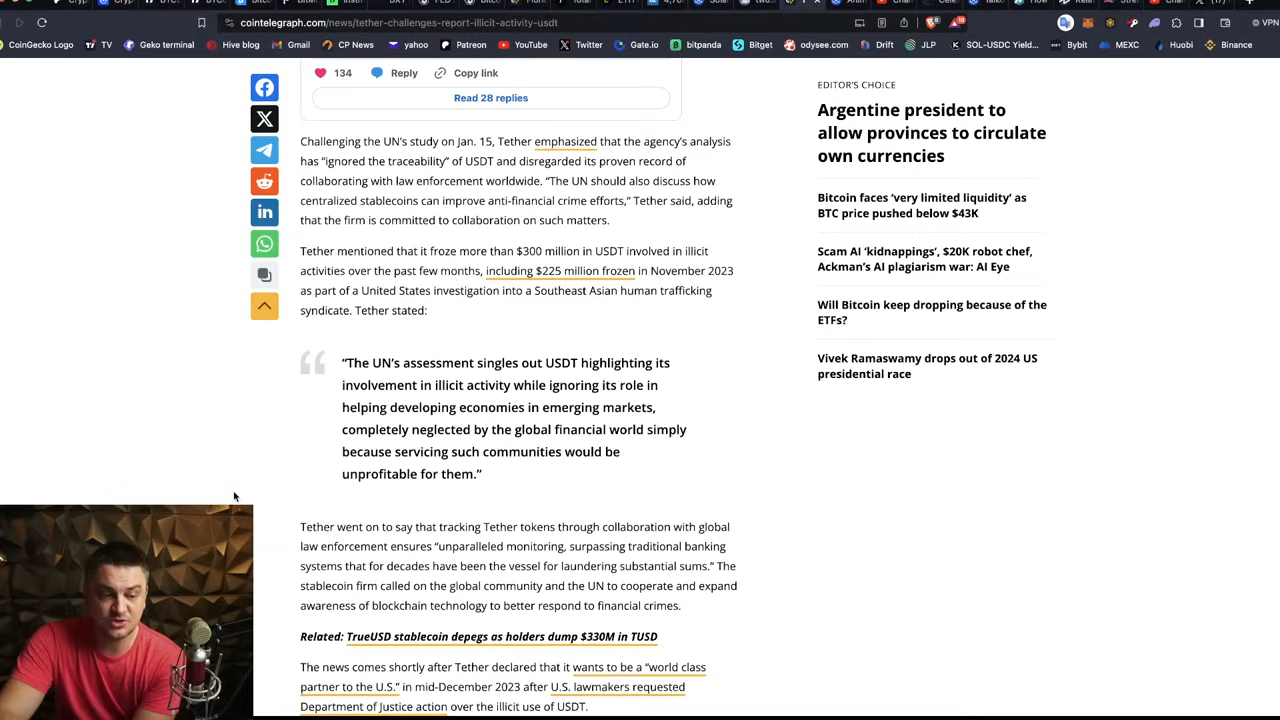 cointelegraph.com/news/tether-challenges-report-illicit-activity-usdt
VPN
CoinGecko Logo
TV
Geko terminal
Hive blog
Gmail
CP News
yahoo
Patreon
YouTube
Twitter
Gate.io
bitpanda
Bitget
odysee.com
Drift
JLP
SOL-USDC Yield...
Bybit
MEXC
Huobi
Binance
134 Reply Copy link
Read 28 replies
Challenging the UN's study on Jan. 15, Tether emphasized that the agency's analysis
has “ignored the traceability” of USDT and disregarded its proven record of
collaborating with law enforcement worldwide. “The UN should also discuss how
centralized stablecoins can improve anti-financial crime efforts,” Tether said, adding
that the firm is committed to collaboration on such matters.
Tether mentioned that it froze more than $300 million in USDT involved in illicit
activities over the past few months, including $225 million frozen in November 2023
as part of a United States investigation into a Southeast Asian human trafficking
syndicate. Tether stated:
“The UN's assessment singles out USDT highlighting its
involvement in illicit activity while ignoring its role in
helping developing economies in emerging markets,
completely neglected by the global financial world simply
because servicing such communities would be
unprofitable for them.”
Tether went on to say that tracking Tether tokens through collaboration with global
law enforcement ensures “unparalleled monitoring, surpassing traditional banking
systems that for decades have been the vessel for laundering substantial sums.” The
stablecoin firm called on the global community and the UN to cooperate and expand
awareness of blockchain technology to better respond to financial crimes.
Related: TrueUSD stablecoin depegs as holders dump $330M in TUSD
The news comes shortly after Tether declared that it wants to be a “world class
partner to the U.S.” in mid-December 2023 after U.S. lawmakers requested
Department of Justice action over the illicit use of USDT.
EDITOR'S CHOICE
Argentine president to
allow provinces to circulate
own currencies
Bitcoin faces ‘very limited liquidity’ as
BTC price pushed below $43K
Scam AI ‘kidnappings’, $20K robot chef,
Ackman's AI plagiarism war: AI Eye
Will Bitcoin keep dropping because of the
ETFs?
Vivek Ramaswamy drops out of 2024 US
presidential race